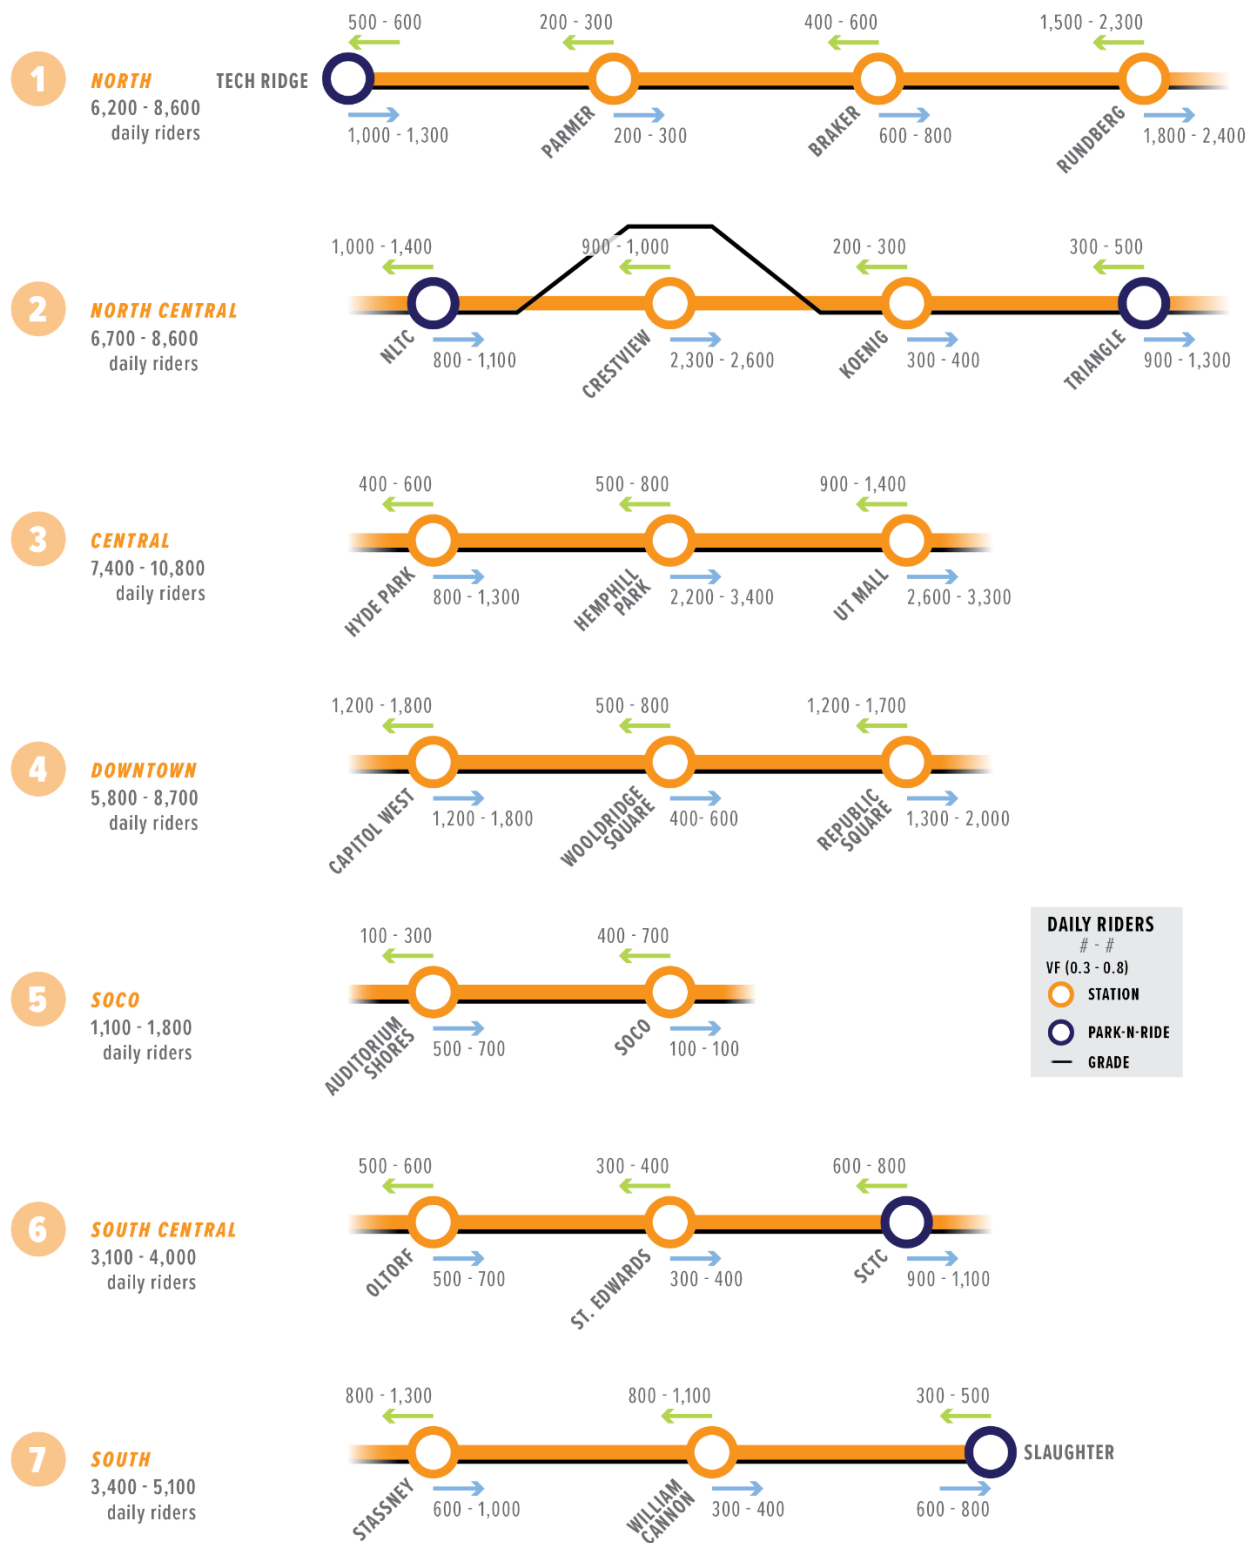 500 - 600
200 - 300
400 - 600
1,500 - 2,300
1
NORTH
6,200 - 8,600
daily riders
TECH RIDGE
1,000 - 1,300
PARMER
200 - 300
BRAKER
600 - 800
RUNDBERG
1,800 - 2,400
1,000 - 1,400
900 - 1,000
200 - 300
300 - 500
2
NORTH CENTRAL
6,700 - 8,600
daily riders
NLTC
800 - 1,100
CRESTVIEW
2,300 - 2,600
KOENIG
300 - 400
TRIANGLE
900 - 1,300
400 - 600
500 - 800
900 - 1,400
3
CENTRAL
7,400 - 10,800
daily riders
HYDE PARK
800 - 1,300
HEMPHILL
PARK
2,200 - 3,400
UT MALL
2,600 - 3,300
1,200 - 1,800
500 - 800
1,200 - 1,700
4
DOWNTOWN
5,800 - 8,700
daily riders
CAPITOL WEST
1,200 - 1,800
WOOLDRIDGE
SQUARE
400- 600
REPUBLIC
SQUARE
1,300 - 2,000
DAILY RIDERS
# - #
VF (0.3 - 0.8)
STATION
PARK-N-RIDE
GRADE
100 - 300
400 - 700
5
SOCO
1,100 - 1,800
daily riders
AUDITORIUM
SHORES
500 - 700
SOCO
100 - 100
500 - 600
300 - 400
600 - 800
6
SOUTH CENTRAL
3,100 - 4,000
daily riders
OLTORF
500 - 700
ST. EDWARDS
300 - 400
SCTC
900 - 1,100
800 - 1,300
800 - 1,100
300 - 500
7
SOUTH
3,400 - 5,100
daily riders
STASSNEY
600 - 1,000
WILLIAM
CANNON
300 - 400
600 - 800
SLAUGHTER